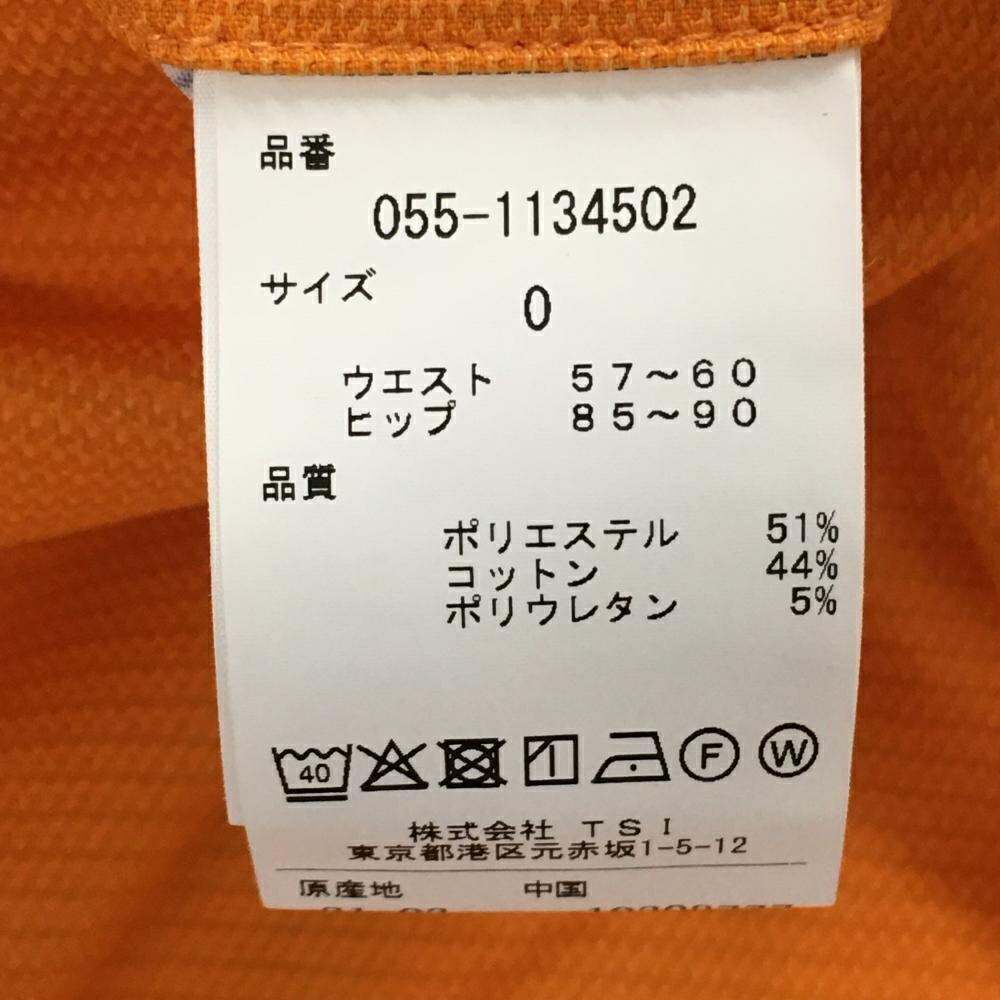 品番
055-1134502
サイズ 0
ウエスト 57～60
ヒップ 85～90
品質
ポリエステル 51%
コットン 44%
ポリウレタン 5%
40 F W
株式会社 TSI
東京都港区元赤坂1-5-12
原産地 中国